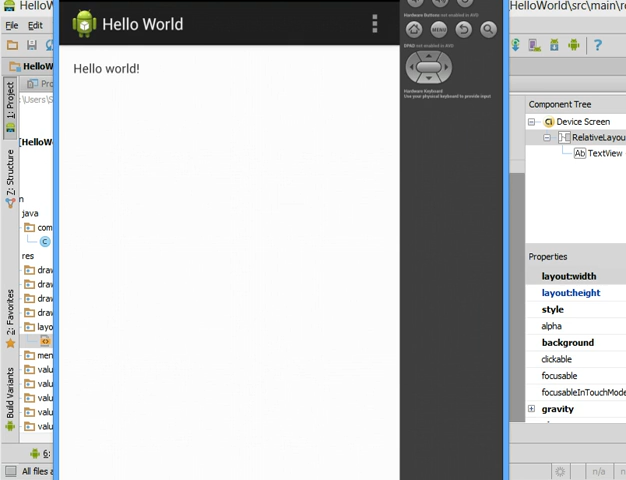 Hello World
HelloWorld\src\main\re
File Edit
Hello world!
Hardware Buttons not enabled in AVD
MENU
DPAD not enabled in AVD
Hardware Keyboard
Use your physical keyboard to provide input
HelloW
1: Project
Pro
:\Users\S
[HelloW
Z: Structure
n
java
com
res
draw
draw
draw
draw
layo
men
valu
valu
valu
valu
2: Favorites
Build Variants
6:
All files a
Component Tree
Device Screen
RelativeLayou
Ab TextView
Properties
layout:width
layout:height
style
alpha
background
clickable
focusable
focusableInTouchMode
gravity
n/a
n/